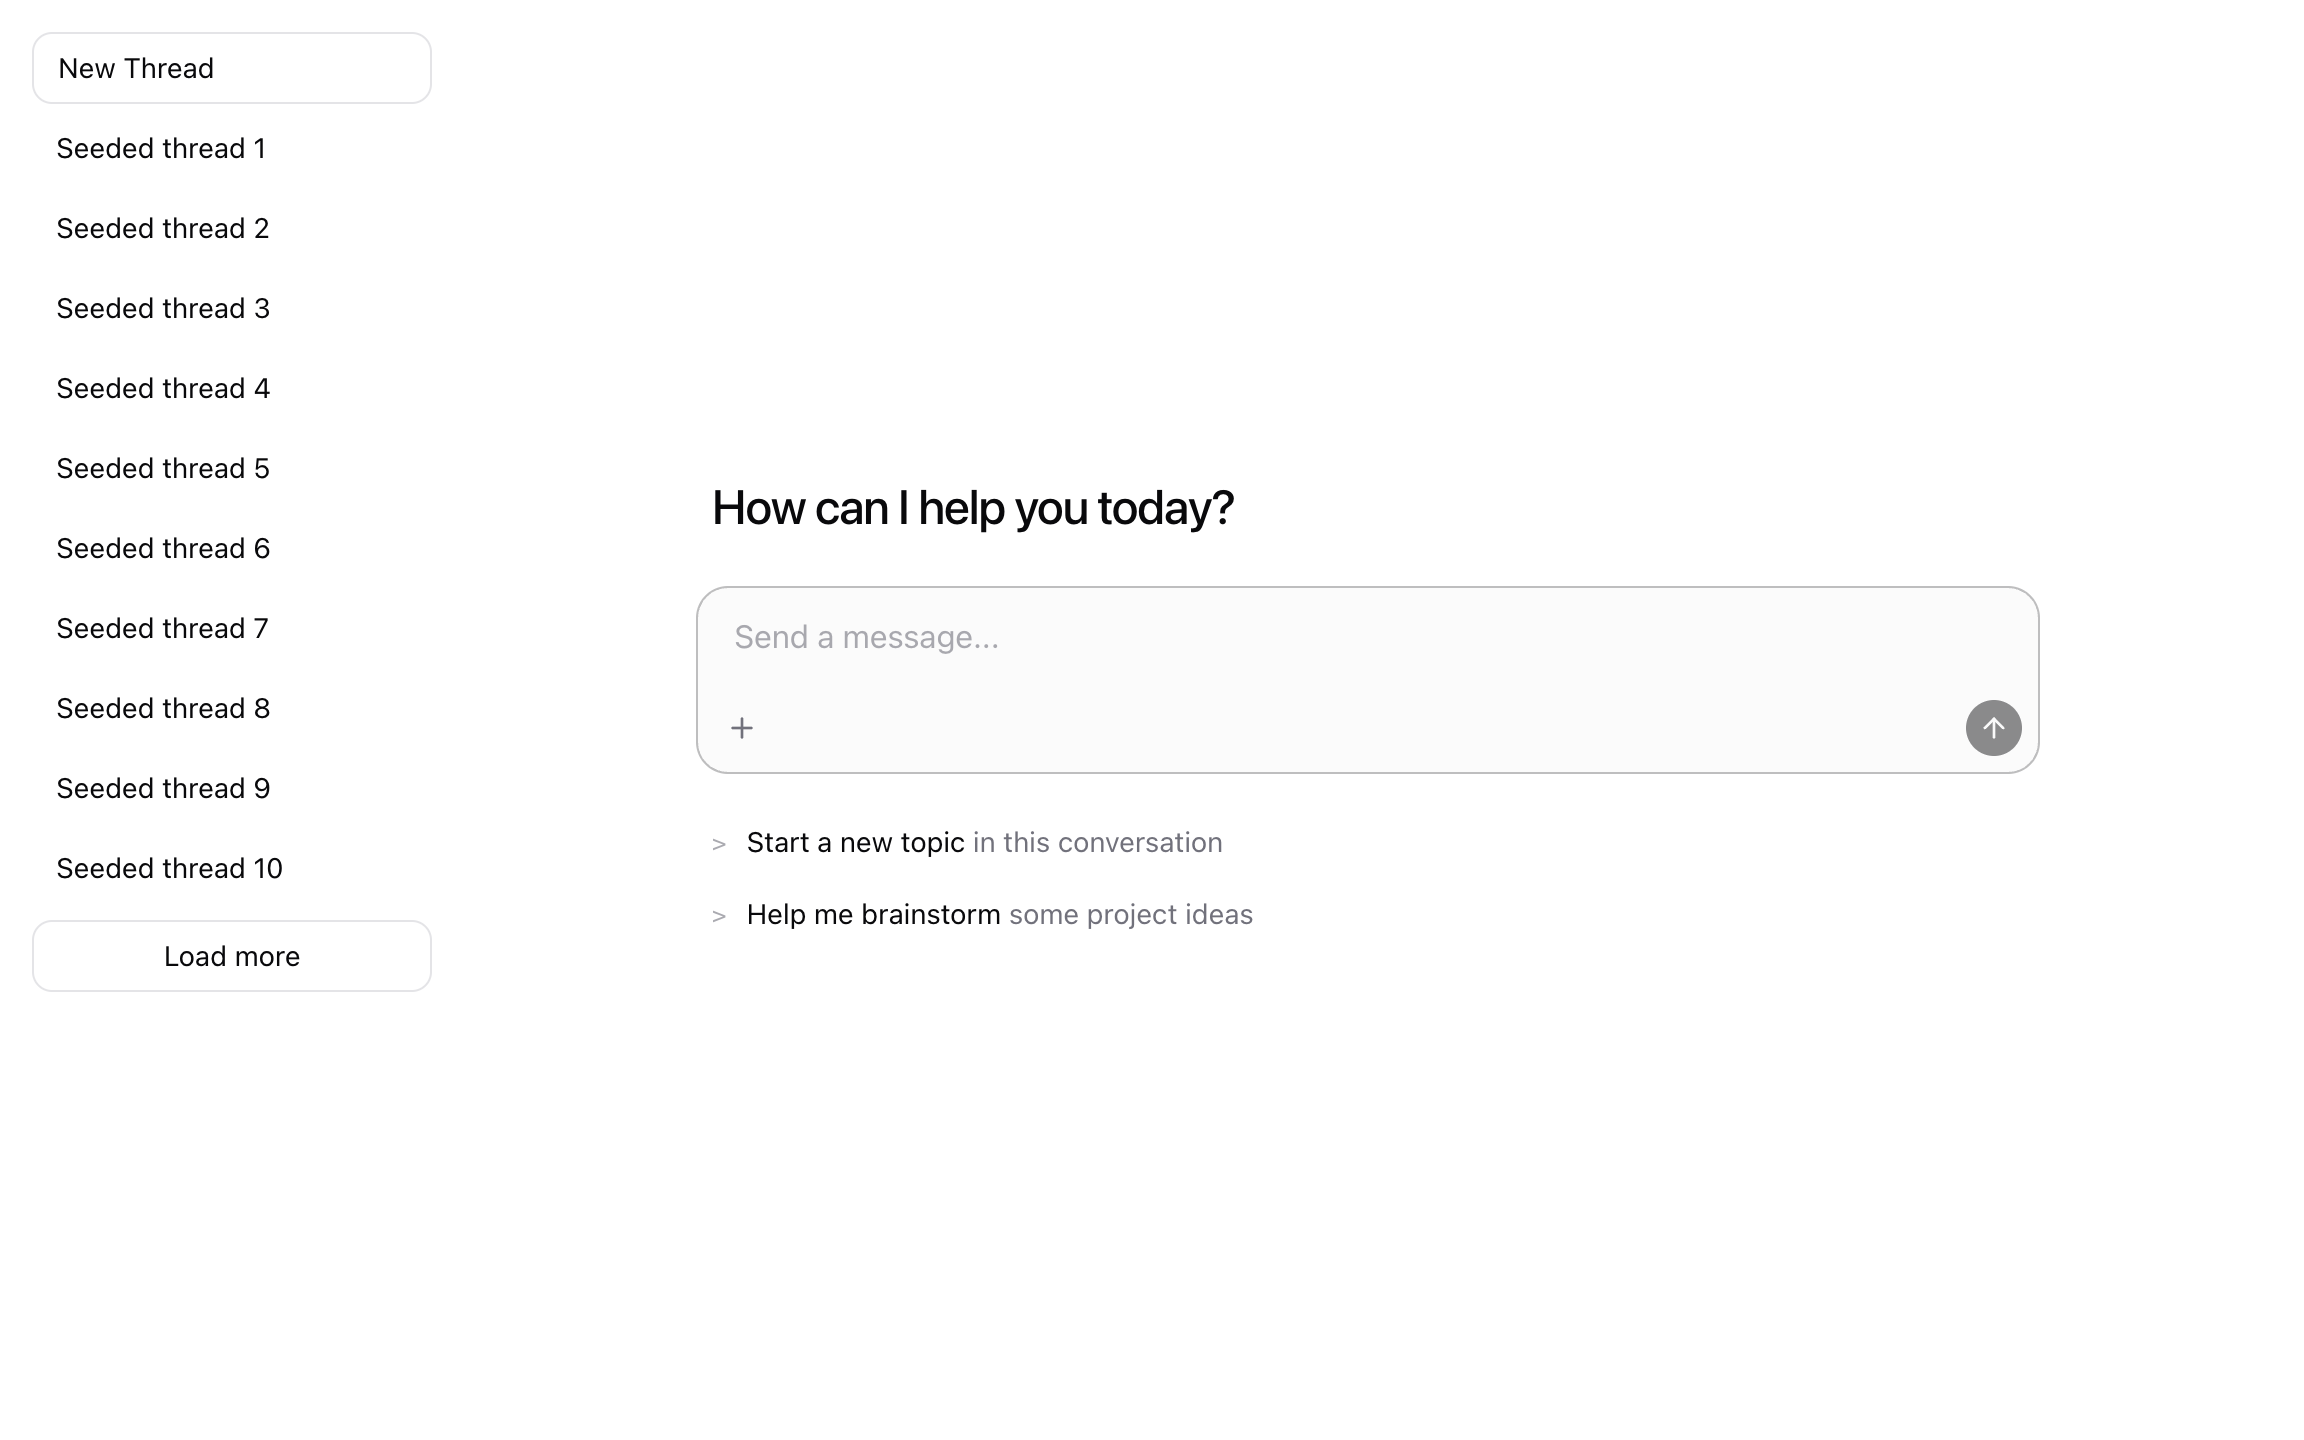 New Thread
Seeded thread 1
Seeded thread 2
Seeded thread 3
Seeded thread 4
Seeded thread 5
Seeded thread 6
Seeded thread 7
Seeded thread 8
Seeded thread 9
Seeded thread 10
Load more
How can I help you today?
Send a message...
> Start a new topic in this conversation
> Help me brainstorm some project ideas